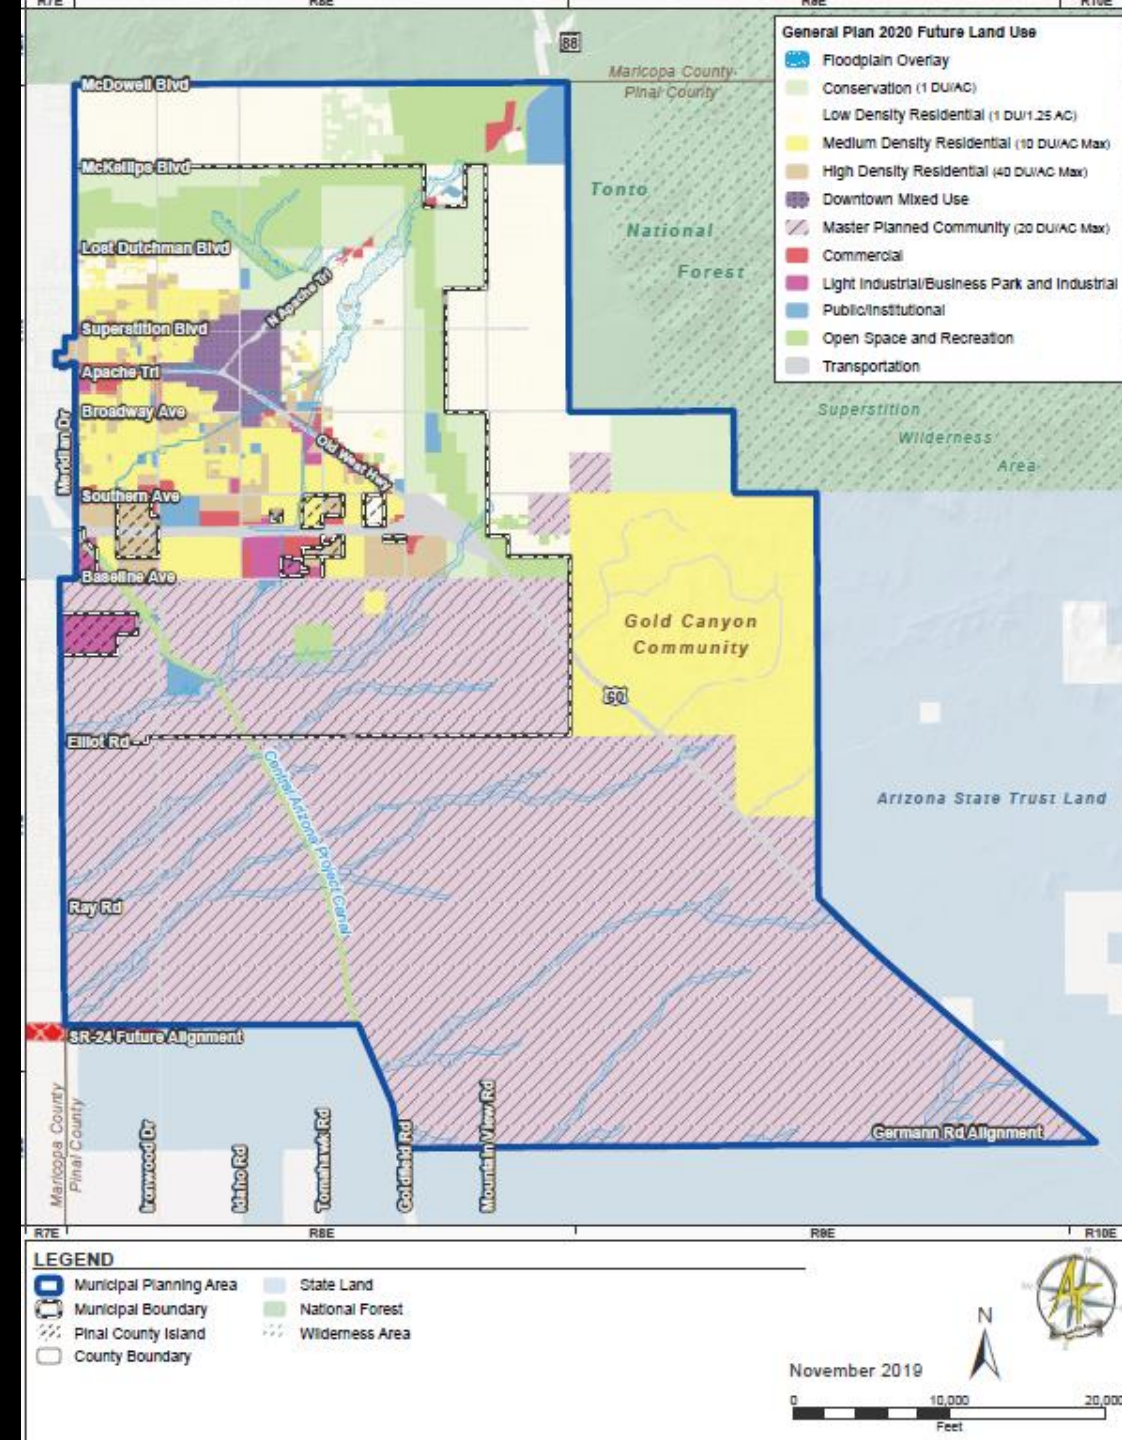 R7E
R8E
R9E
R10E
88
Maricopa County
Pinal County
General Plan 2020 Future Land Use
Floodplain Overlay
Conservation (1 DU/AC)
Low Density Residential (1 DU/1.25 AC)
Medium Density Residential (10 DU/AC Max)
High Density Residential (40 DU/AC Max)
Downtown Mixed Use
Master Planned Community (20 DU/AC Max)
Commercial
Light Industrial/Business Park and Industrial
Public/Institutional
Open Space and Recreation
Transportation
McDowell Blvd
McKellips Blvd
Lost Dutchman Blvd
N Apache Trl
Superstition Blvd
Apache Trl
Broadway Ave
Meridian Dr
Old West Hwy
Southern Ave
Baseline Ave
Tonto
National
Forest
Superstition
Wilderness
Area
Gold Canyon
Community
60
Elliot Rd
Central Arizona Project Canal
Arizona State Trust Land
Ray Rd
SR-24 Future Alignment
Germann Rd Alignment
Maricopa County
Pinal County
Ironwood Dr
Idaho Rd
Tomahawk Rd
Goldfield Rd
Mountain View Rd
R7E
R8E
R9E
R10E
LEGEND
Municipal Planning Area
Municipal Boundary
Pinal County Island
County Boundary
State Land
National Forest
Wilderness Area
N
November 2019
0
10,000
20,000
Feet